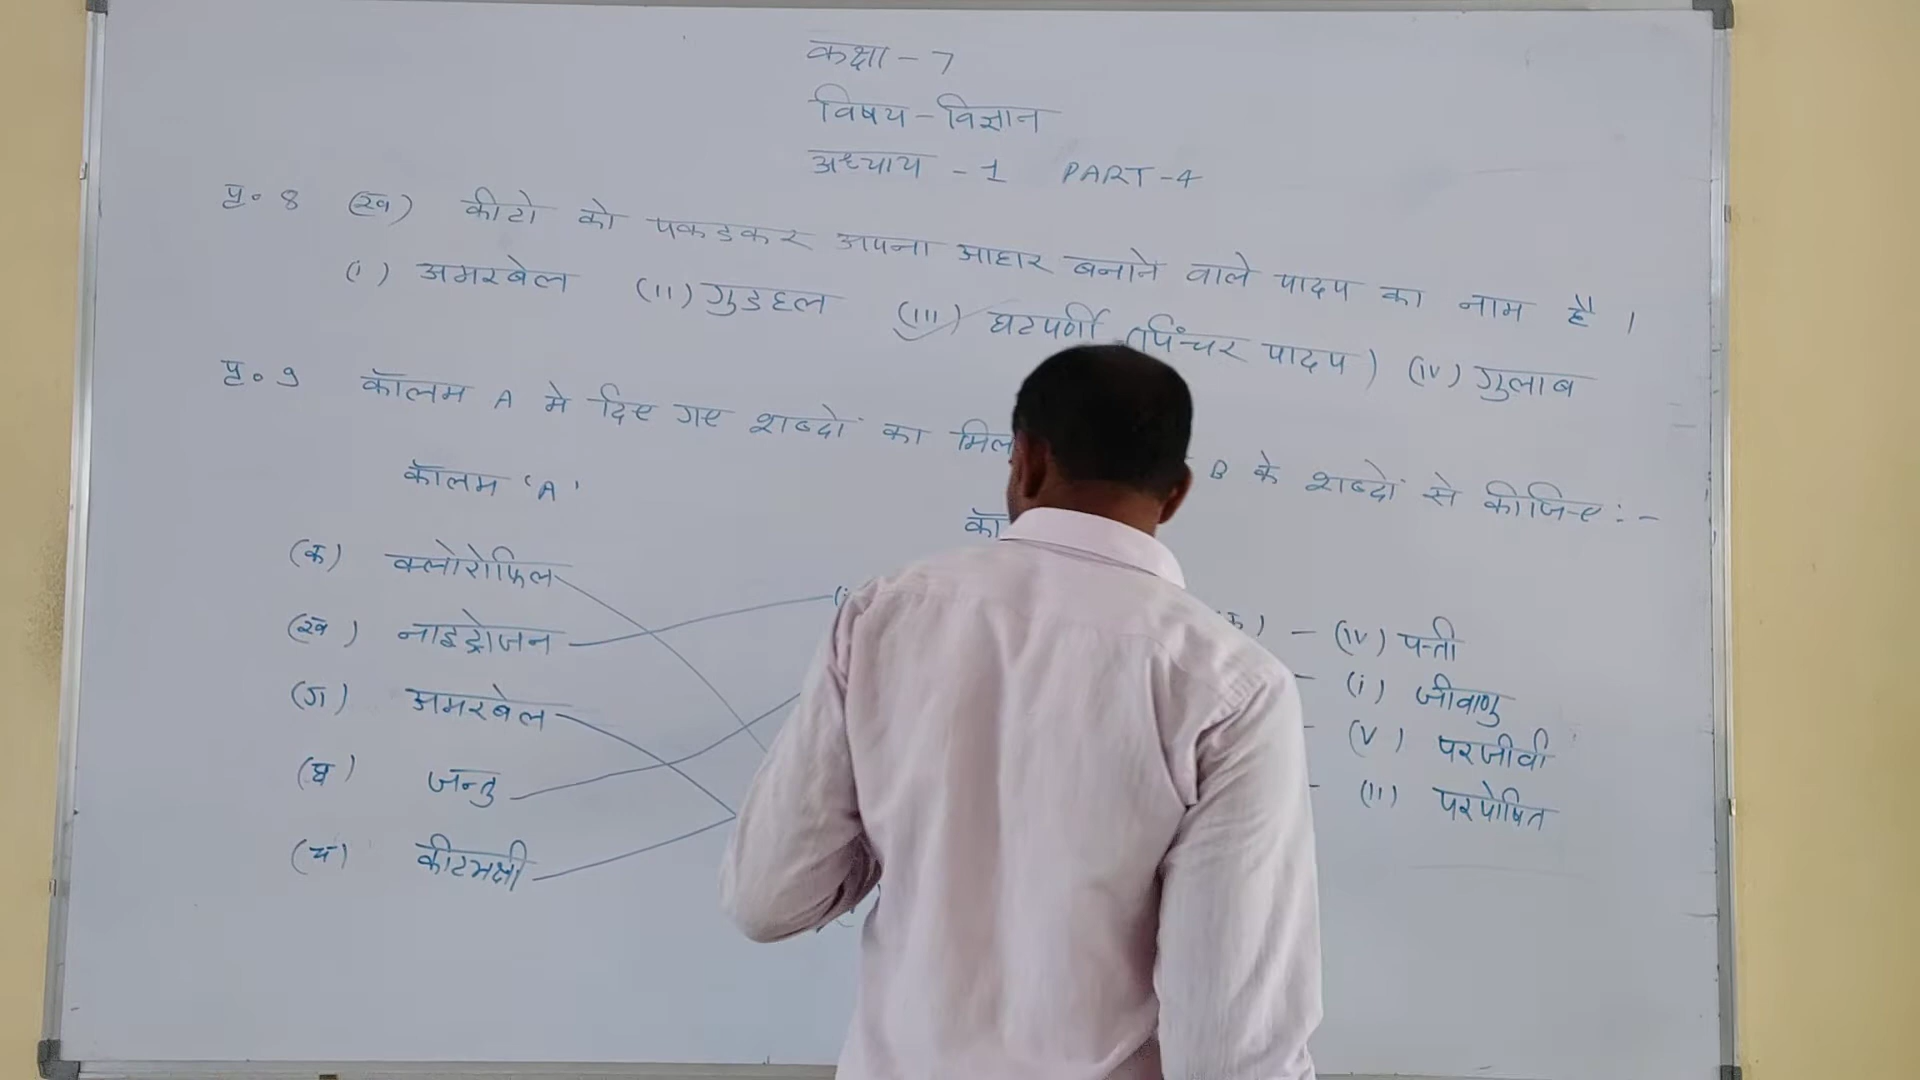 कक्षा - 7
विषय - विज्ञान
अध्याय - 1 PART-4
प्र० 8 (ख) कीटो को पकडकर अपना आहार बनाने वाले पादप का नाम है ।
(i) अमरबेल (ii) गुडहल (iii) घटपर्णी (पिंचर पादप) (iv) गुलाब
प्र० 9 कॉलम A मे दिए गए शब्दों का B के शब्दों से कीजिए :-
कॉलम 'A'
(क) क्लोरोफिल
(ख) नाइट्रोजन
(ग) अमरबेल
(घ) जन्तु
(च) कीटभक्षी
- (iv) पत्ती
- (i) जीवाणु
- (v) परजीवी
- (ii) परपोषित